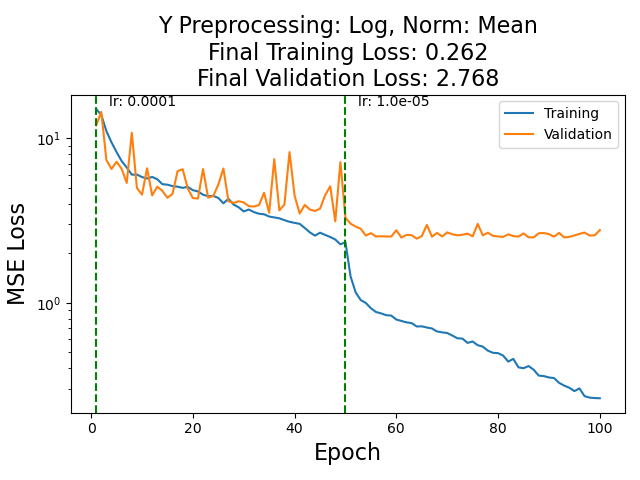 Y Preprocessing: Log, Norm: Mean
Final Training Loss: 0.262
Final Validation Loss: 2.768
lr: 0.0001
lr: 1.0e-05
Training
Validation
10¹
10⁰
MSE Loss
0
20
40
60
80
100
Epoch